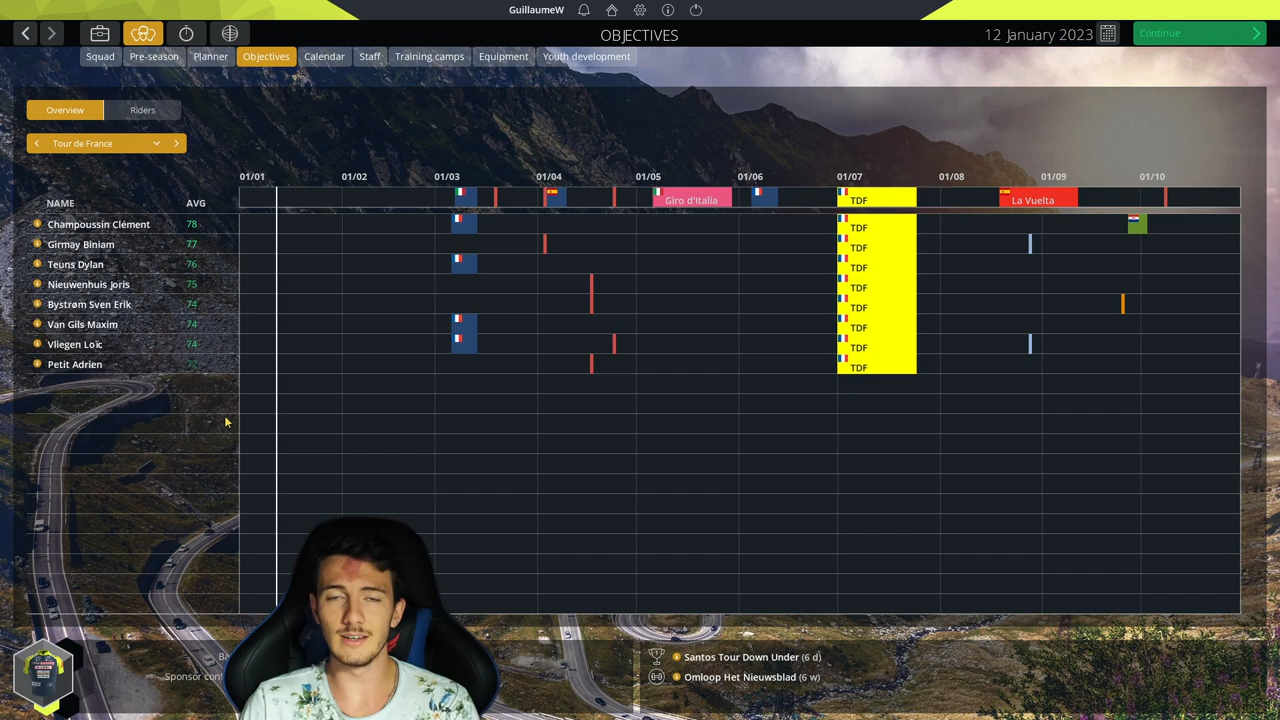 GuillaumeW
OBJECTIVES
12 January 2023
Continue
Squad
Pre-season
Planner
Objectives
Calendar
Staff
Training camps
Equipment
Youth development
Overview
Riders
Tour de France
01/01
01/02
01/03
01/04
01/05
01/06
01/07
01/08
01/09
01/10
NAME
AVG
Giro d'Italia
TDF
La Vuelta
Champoussin Clément 78
TDF
Girmay Biniam 77
TDF
Teuns Dylan 76
TDF
Nieuwenhuis Joris 75
TDF
Bystrøm Sven Erik 74
TDF
Van Gils Maxim 74
TDF
Vliegen Loïc 74
TDF
Petit Adrien
TDF
Sponsor
Santos Tour Down Under (6 d)
Omloop Het Nieuwsblad (6 w)